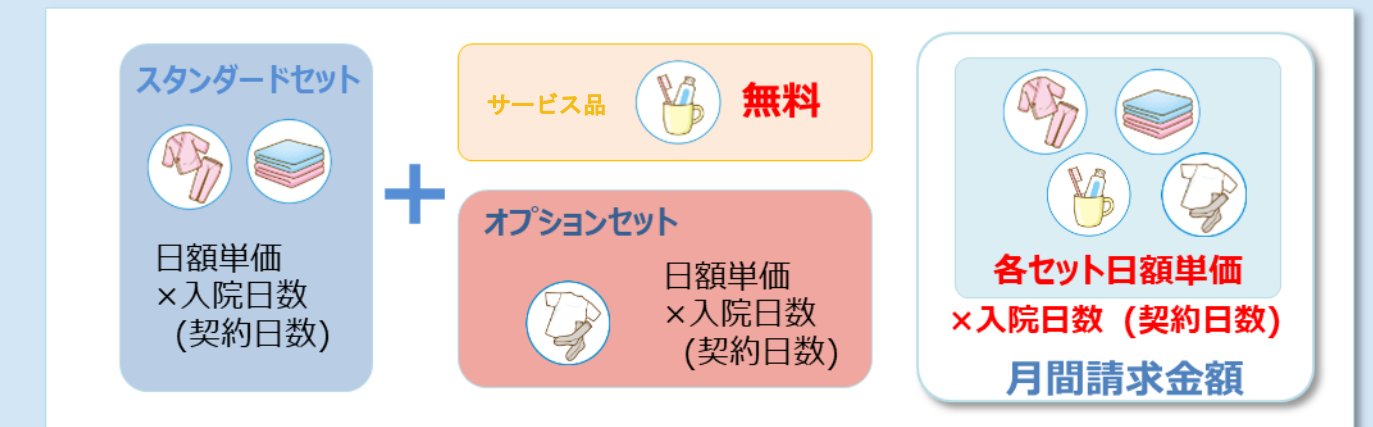 スタンダードセット
日額単価
×入院日数
(契約日数)
+
サービス品
無料
オプションセット
日額単価
×入院日数
(契約日数)
各セット日額単価
×入院日数 (契約日数)
月間請求金額